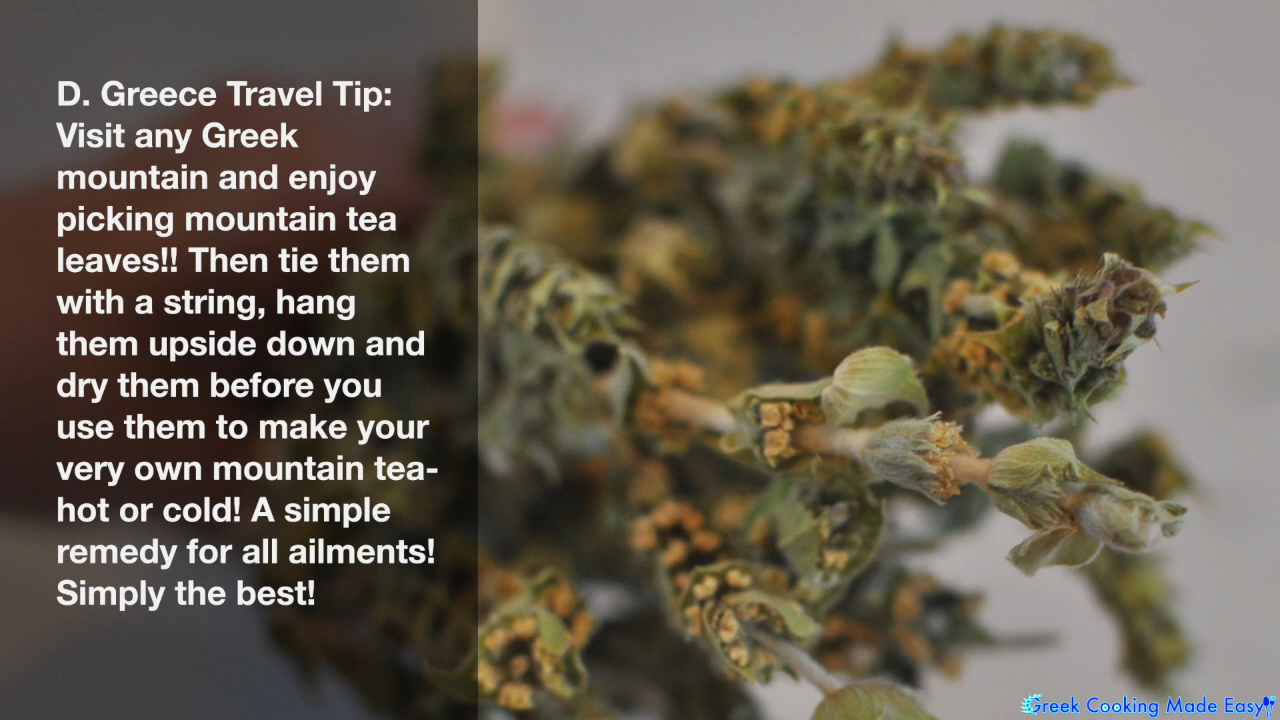 D. Greece Travel Tip:
Visit any Greek
mountain and enjoy
picking mountain tea
leaves!! Then tie them
with a string, hang
them upside down and
dry them before you
use them to make your
very own mountain tea-
hot or cold! A simple
remedy for all ailments!
Simply the best!
Greek Cooking Made Easy